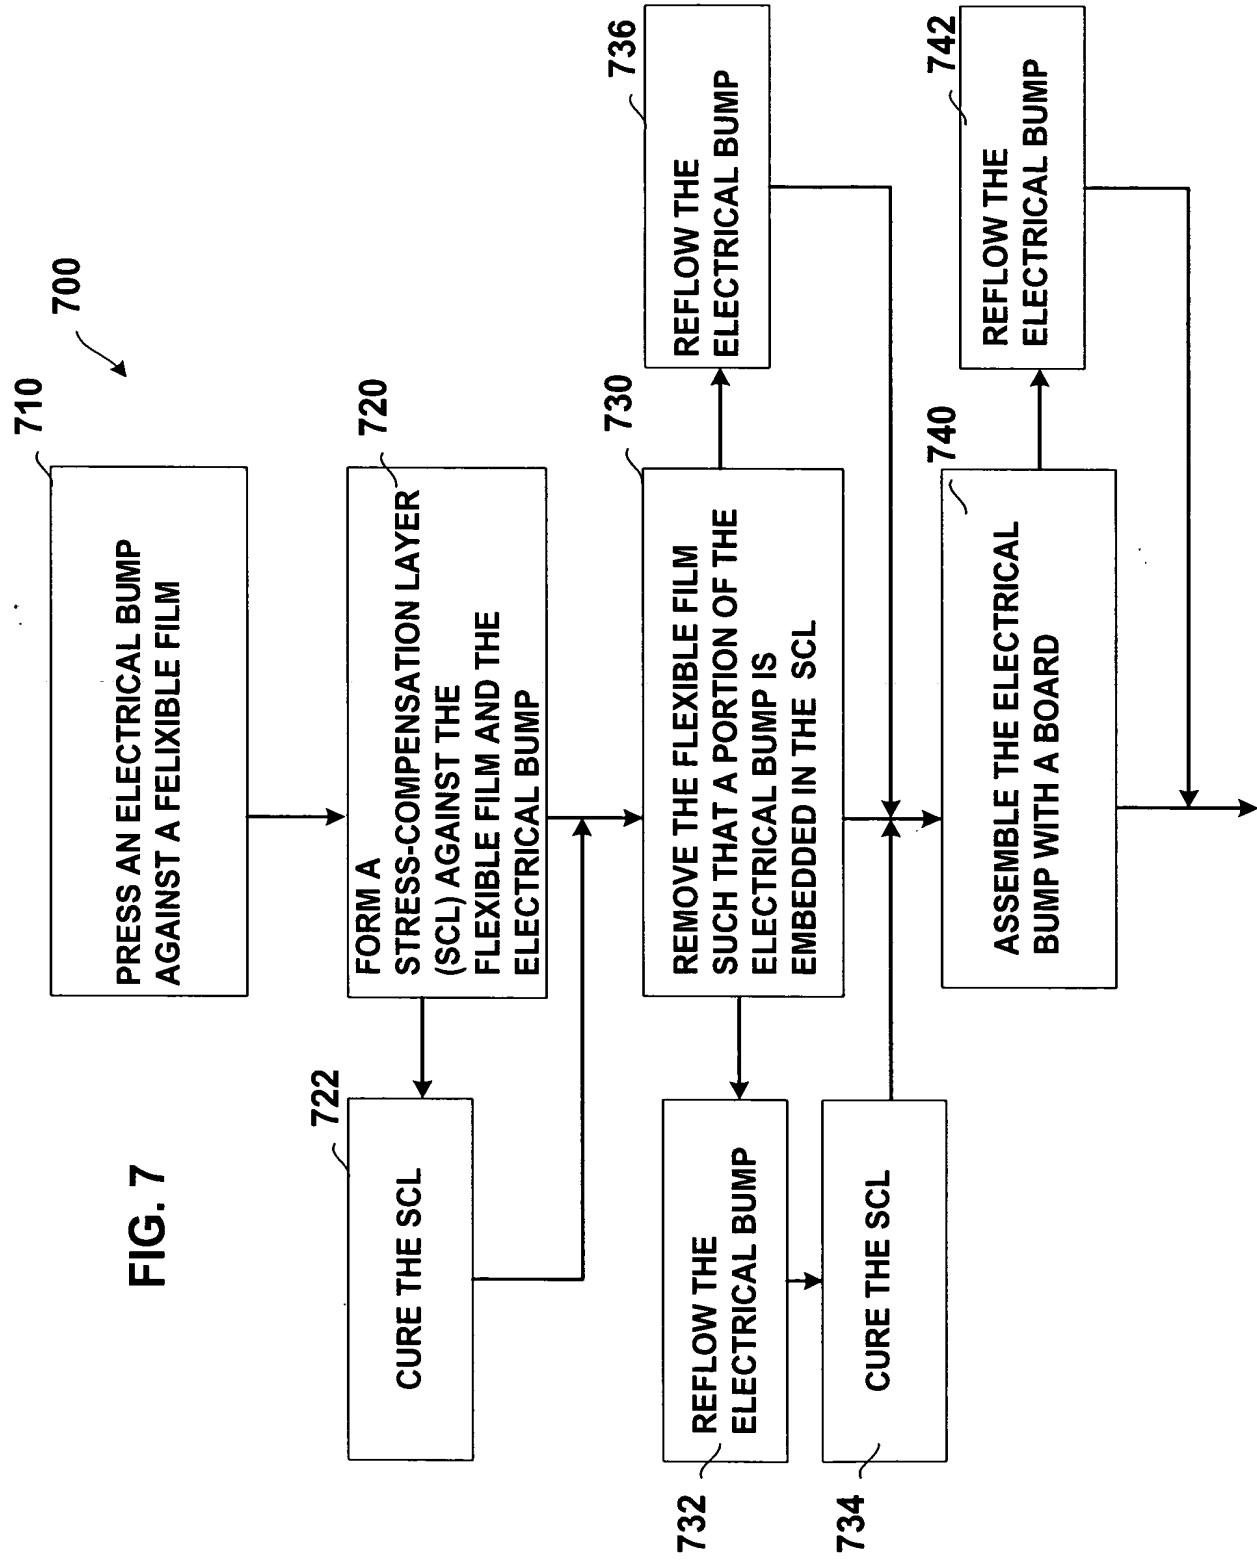 700
710
PRESS AN ELECTRICAL BUMP
AGAINST A FELIXIBLE FILM
720
FORM A
STRESS-COMPENSATION LAYER
(SCL) AGAINST THE
FLEXIBLE FILM AND THE
ELECTRICAL BUMP
722
CURE THE SCL
730
REMOVE THE FLEXIBLE FILM
SUCH THAT A PORTION OF THE
ELECTRICAL BUMP IS
EMBEDDED IN THE SCL
732
REFLOW THE
ELECTRICAL BUMP
734
CURE THE SCL
736
REFLOW THE
ELECTRICAL BUMP
740
ASSEMBLE THE ELECTRICAL
BUMP WITH A BOARD
742
REFLOW THE
ELECTRICAL BUMP
FIG. 7